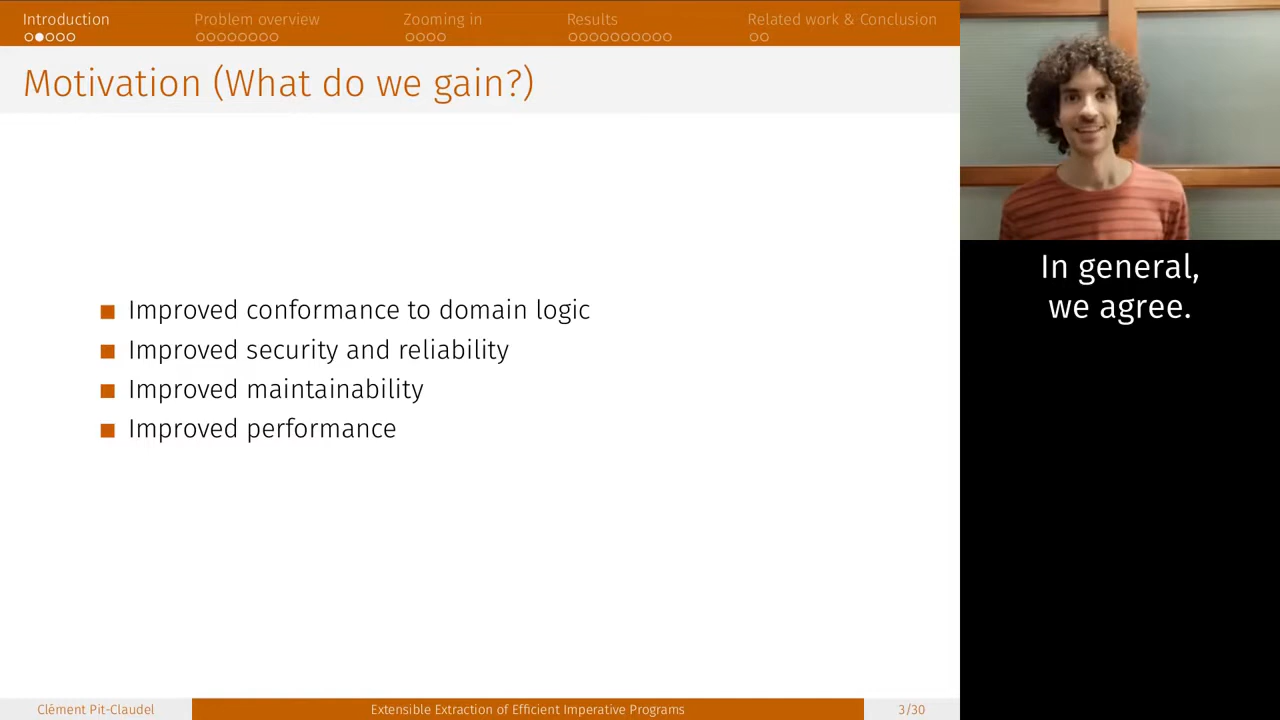 Introduction
Problem overview
Zooming in
Results
Related work & Conclusion
Motivation (What do we gain?)
Improved conformance to domain logic
Improved security and reliability
Improved maintainability
Improved performance
In general,
we agree.
Clément Pit-Claudel
Extensible Extraction of Efficient Imperative Programs
3/30